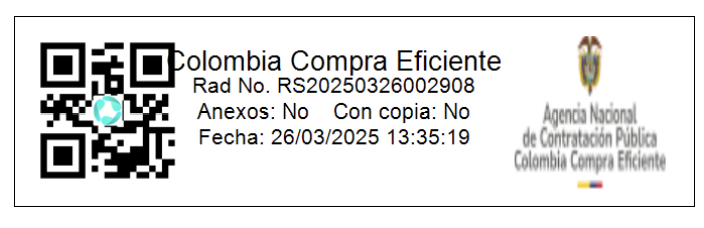 Colombia Compra Eficiente
Rad No. RS20250326002908
Anexos: No Con copia: No
Fecha: 26/03/2025 13:35:19
Agencia Nacional
de Contratación Pública
Colombia Compra Eficiente